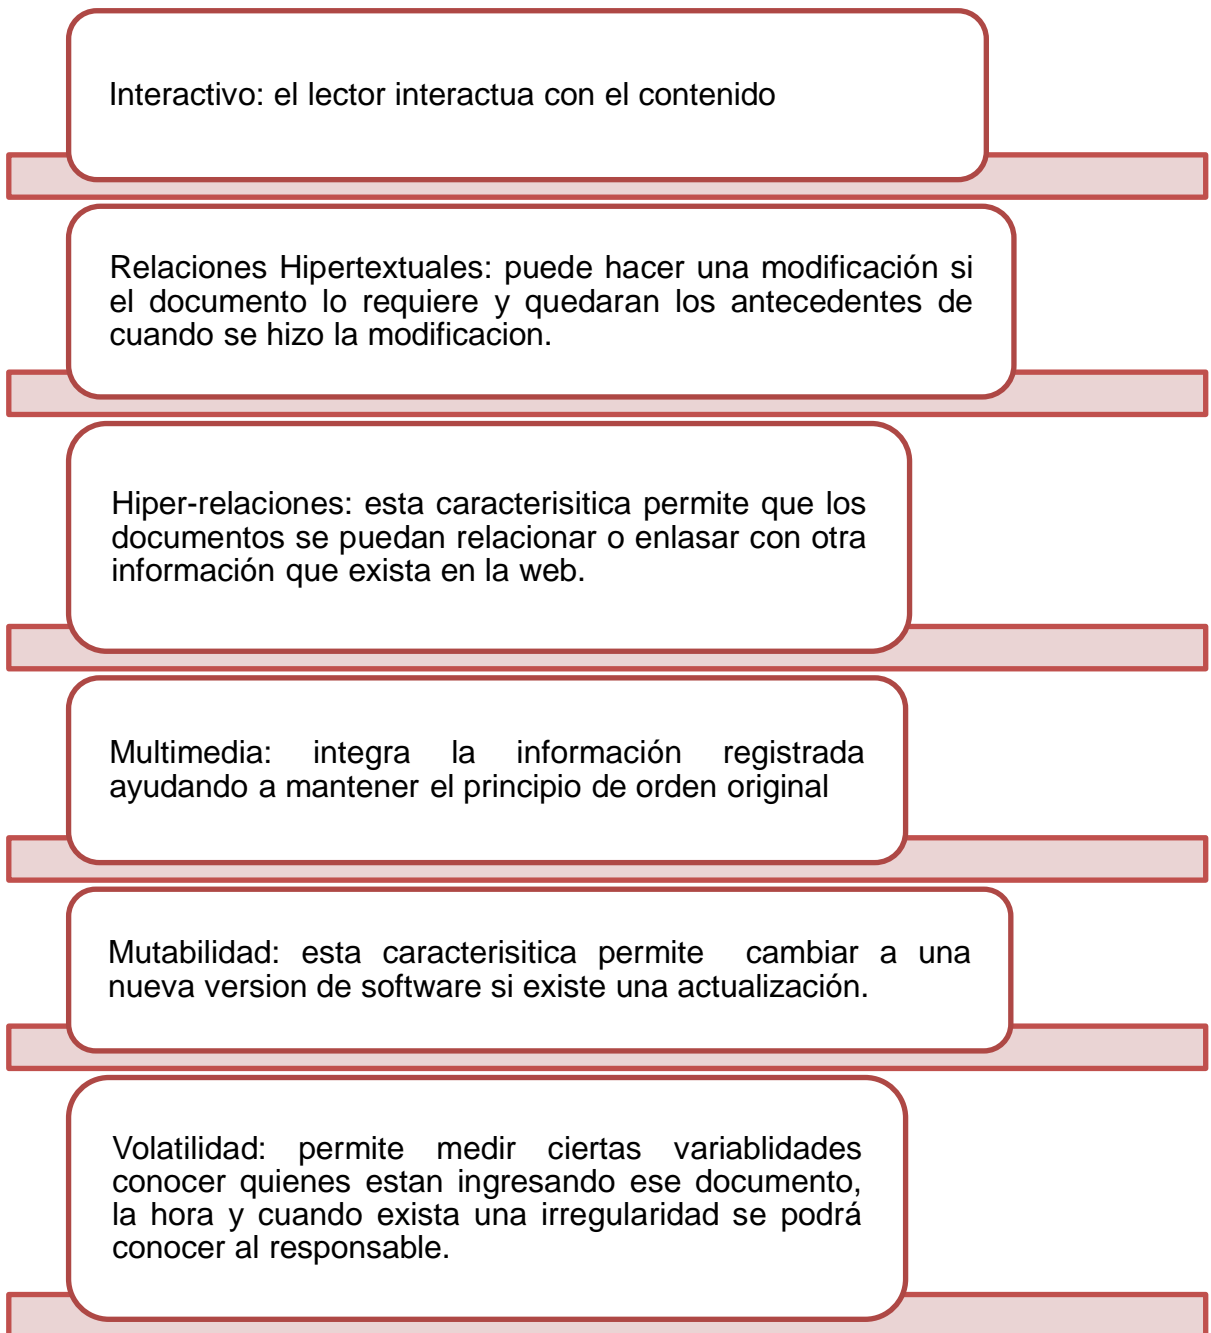 Interactivo: el lector interactua con el contenido
Relaciones Hipertextuales: puede hacer una modificación si
el documento lo requiere y quedaran los antecedentes de
cuando se hizo la modificacion.
Hiper-relaciones: esta caracterisitica permite que los
documentos se puedan relacionar o enlasar con otra
información que exista en la web.
Multimedia: integra la información registrada
ayudando a mantener el principio de orden original
Mutabilidad: esta caracterisitica permite cambiar a una
nueva version de software si existe una actualización.
Volatilidad: permite medir ciertas variablidades
conocer quienes estan ingresando ese documento,
la hora y cuando exista una irregularidad se podrá
conocer al responsable.